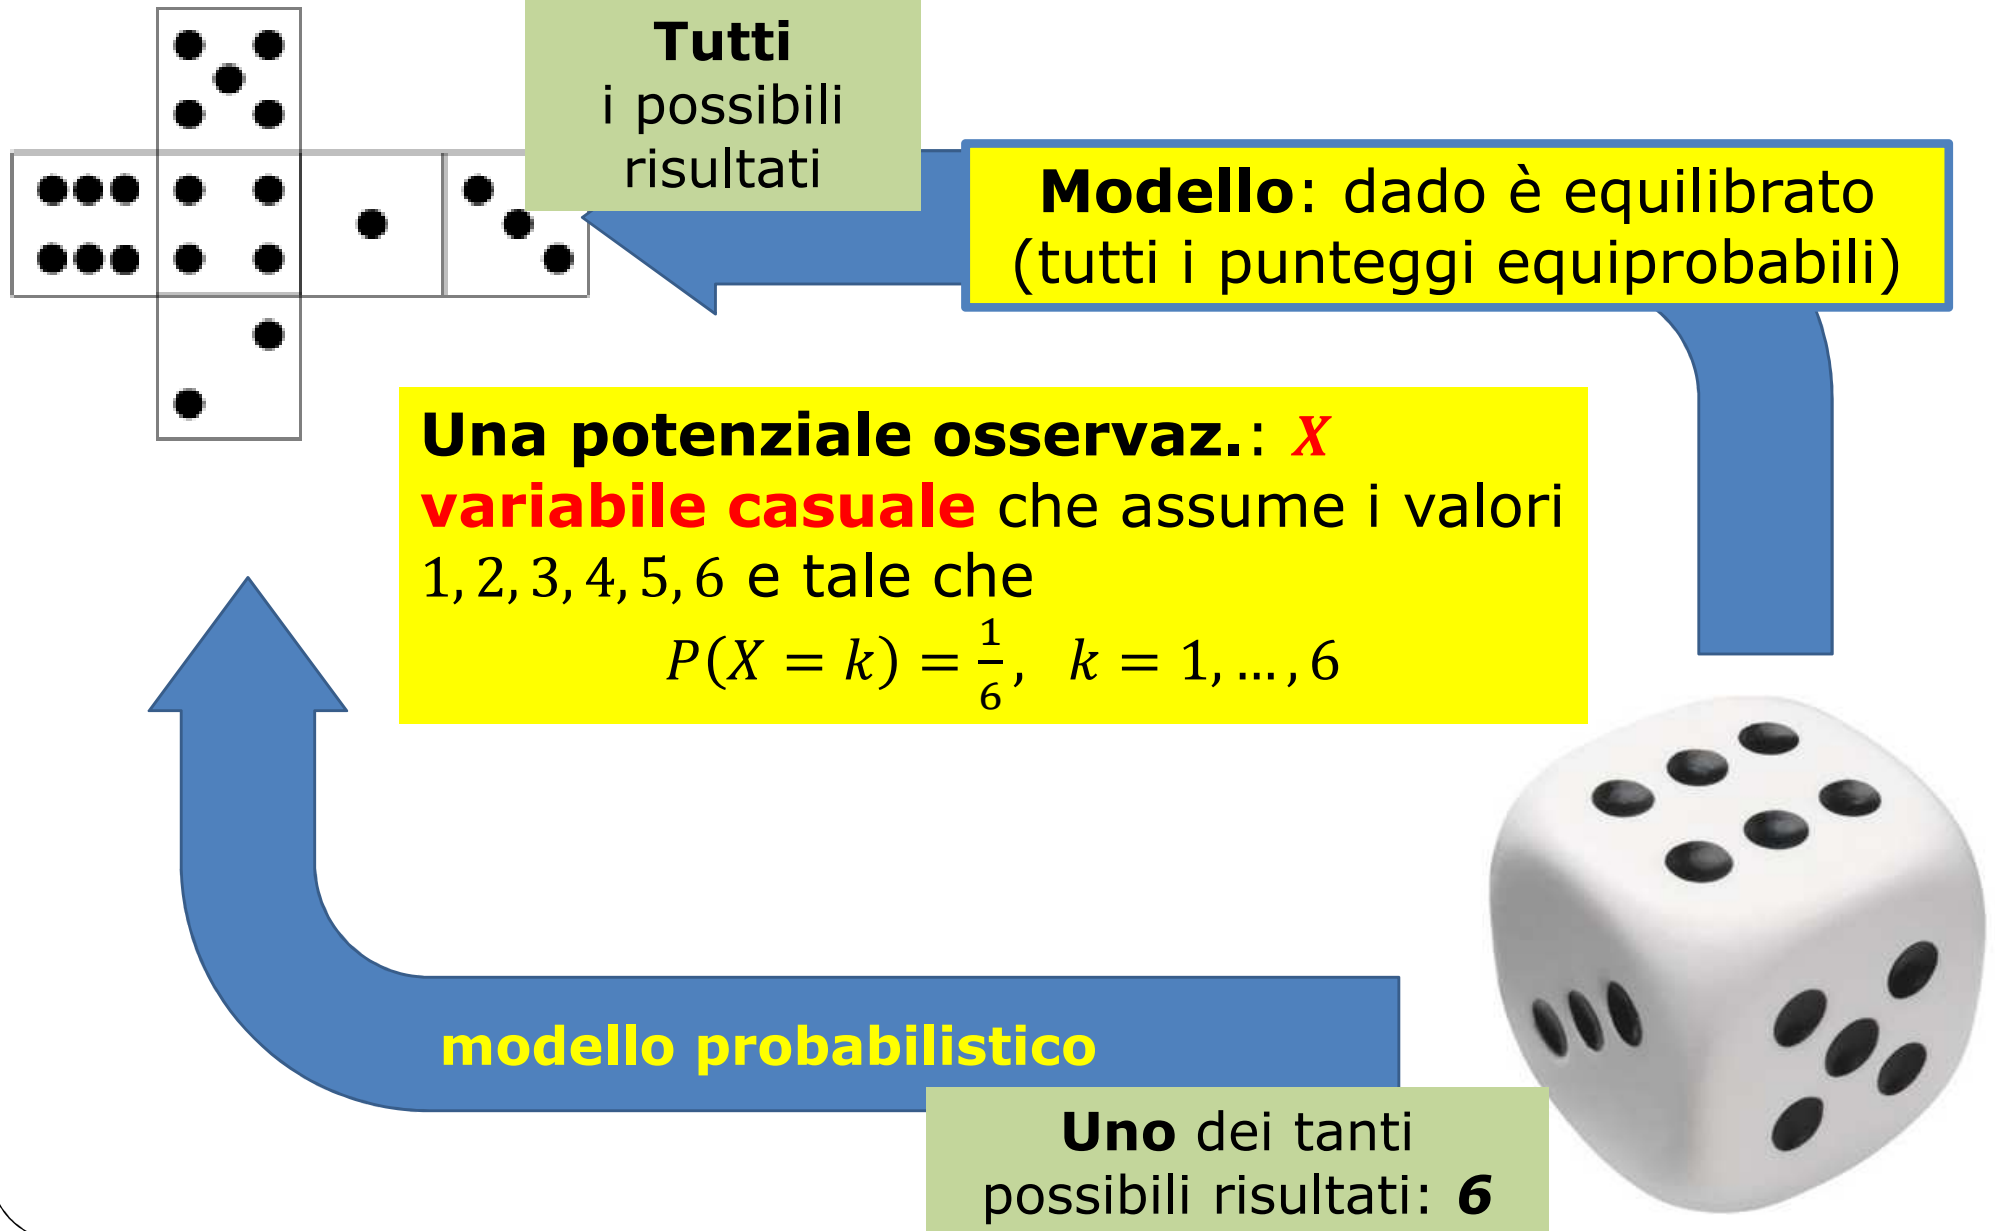 Tutti
i possibili
risultati
Modello: dado è equilibrato
(tutti i punteggi equiprobabili)
Una potenziale osservaz.: X
variabile casuale che assume i valori
1, 2, 3, 4, 5, 6 e tale che
P(X = k) = 1/6, k = 1, … , 6
modello probabilistico
Uno dei tanti
possibili risultati: 6